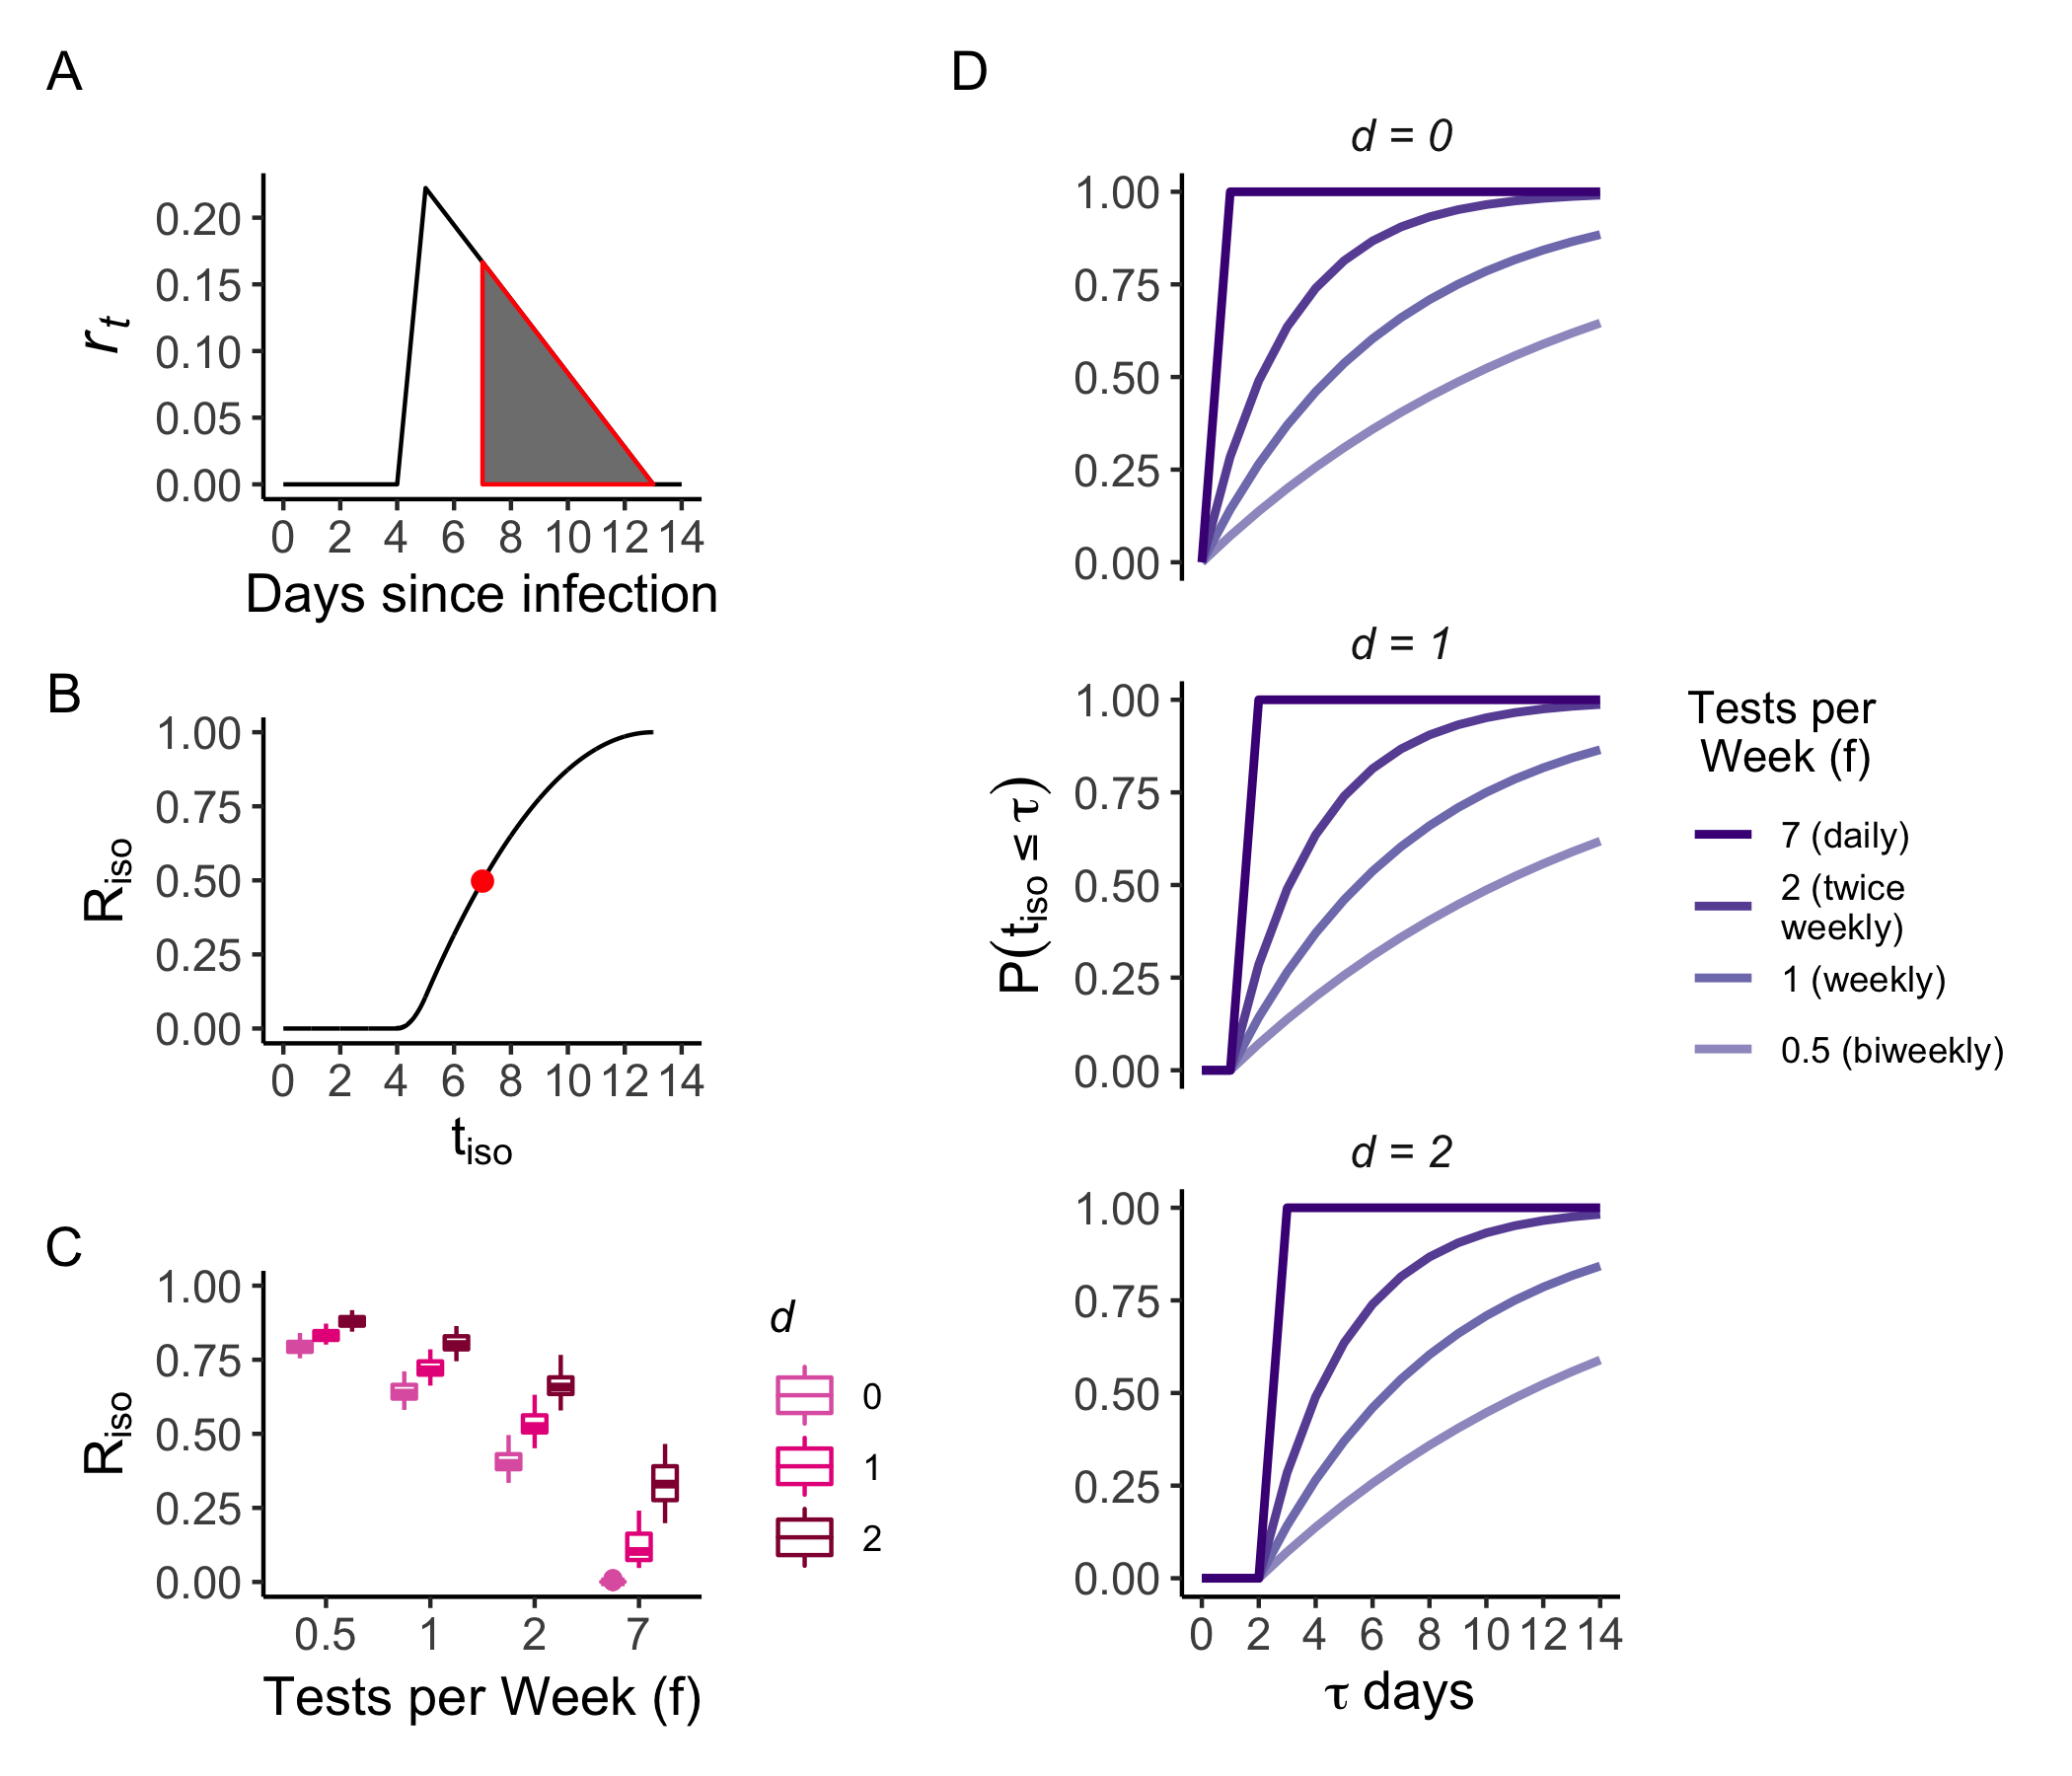 A
0.20
0.15
0.10
0.05
0.00
r t
0 2 4 6 8 10 12 14
Days since infection
B
1.00
0.75
0.50
0.25
0.00
Riso
0 2 4 6 8 10 12 14
tiso
C
1.00
0.75
0.50
0.25
0.00
Riso
0.5 1 2 7
Tests per Week (f)
d
0
1
2
D
d = 0
1.00
0.75
0.50
0.25
0.00
d = 1
1.00
0.75
0.50
0.25
0.00
P(tiso ≤ τ)
d = 2
1.00
0.75
0.50
0.25
0.00
0 2 4 6 8 10 12 14
τ days
Tests per
Week (f)
7 (daily)
2 (twice
weekly)
1 (weekly)
0.5 (biweekly)